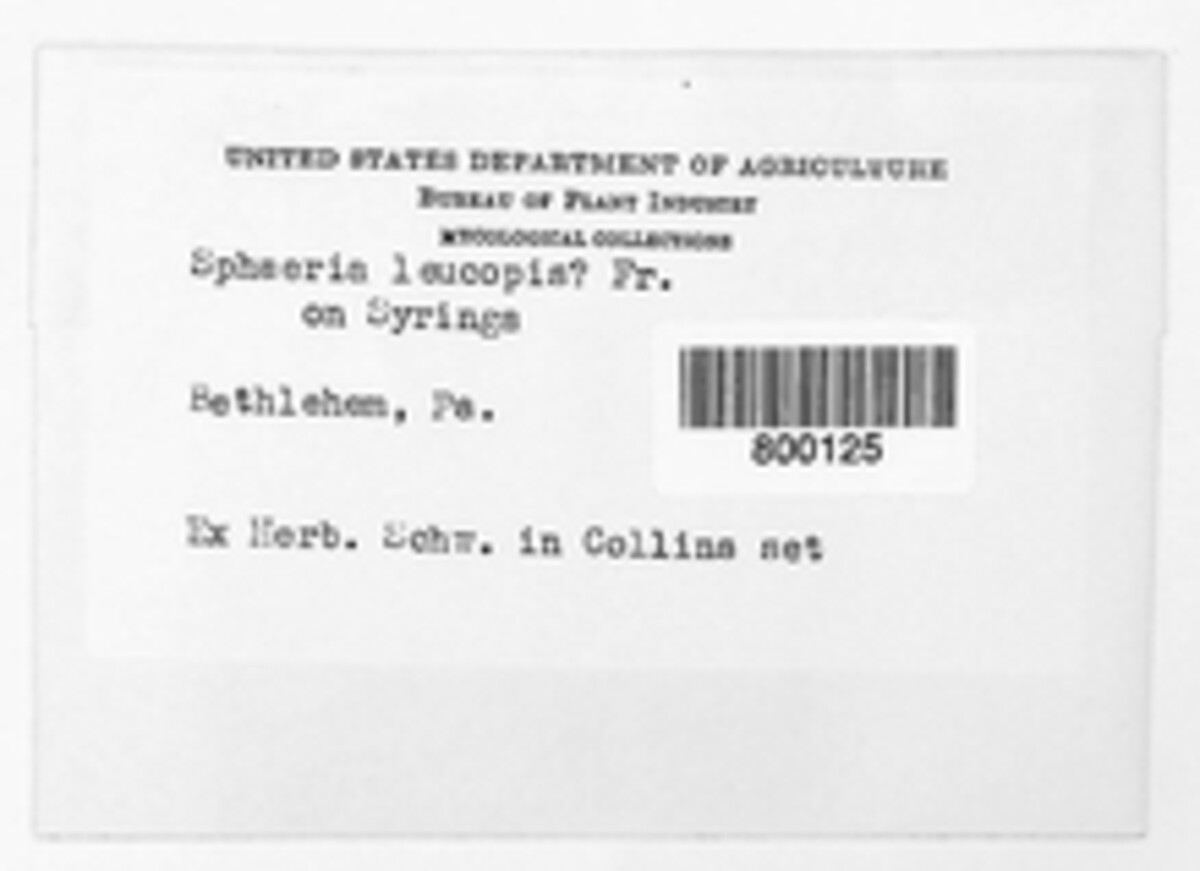 UNITED STATES DEPARTMENT OF AGRICULTURE
BUREAU OF PLANT INDUSTRY
MYCOLOGICAL COLLECTIONS
Sphaeria leucopis? Fr.
on Syringa
Bethlehem, Pa.
800125
Ex Herb. Schw. in Collins set